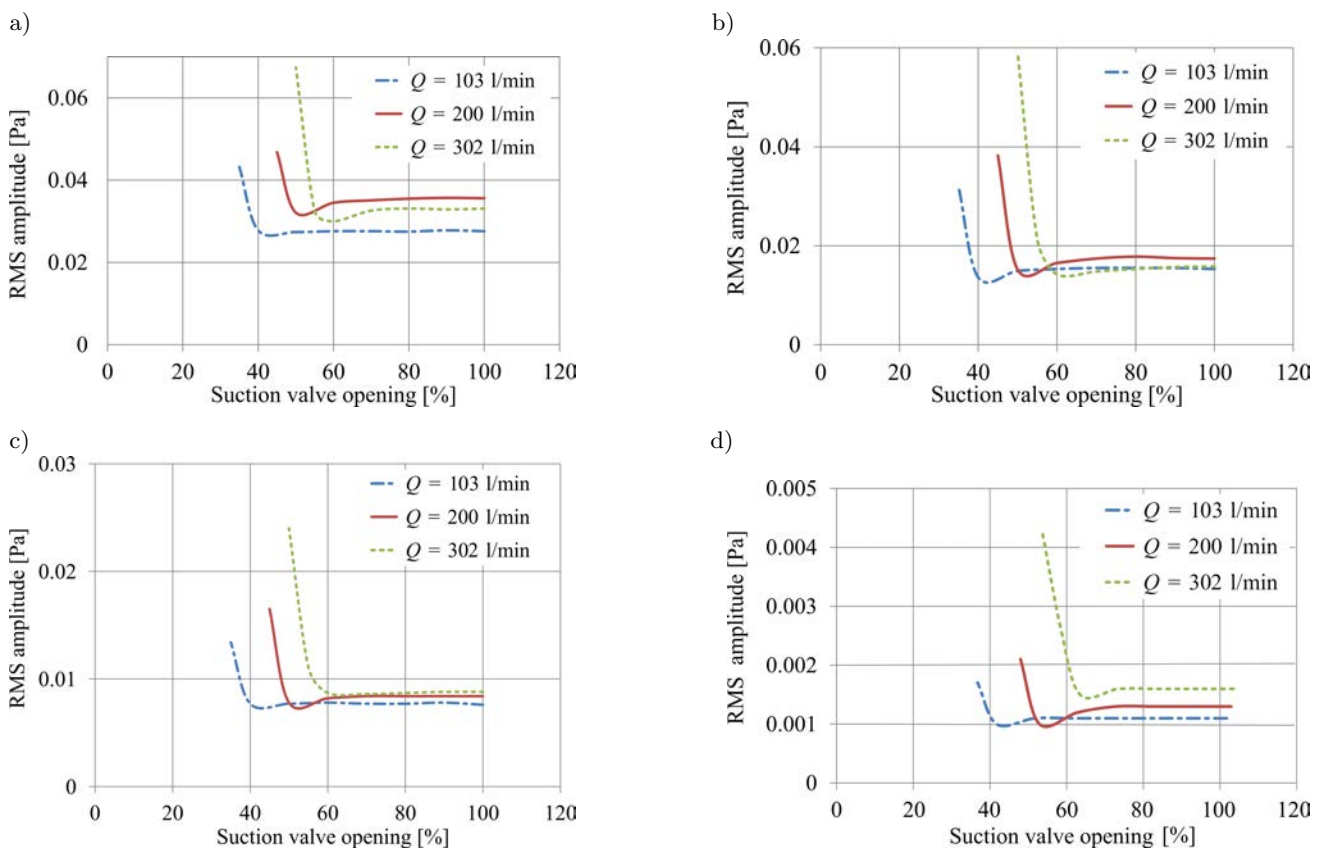 a)
RMS amplitude [Pa]
0.06
0.04
0.02
0
Q = 103 l/min
Q = 200 l/min
Q = 302 l/min
0 20 40 60 80 100 120
Suction valve opening [%]
b)
RMS amplitude [Pa]
0.06
0.04
0.02
0
Q = 103 l/min
Q = 200 l/min
Q = 302 l/min
0 20 40 60 80 100 120
Suction valve opening [%]
c)
RMS amplitude [Pa]
0.03
0.02
0.01
0
Q = 103 l/min
Q = 200 l/min
Q = 302 l/min
0 20 40 60 80 100 120
Suction valve opening [%]
d)
RMS amplitude [Pa]
0.005
0.004
0.003
0.002
0.001
0
Q = 103 l/min
Q = 200 l/min
Q = 302 l/min
0 20 40 60 80 100 120
Suction valve opening [%]